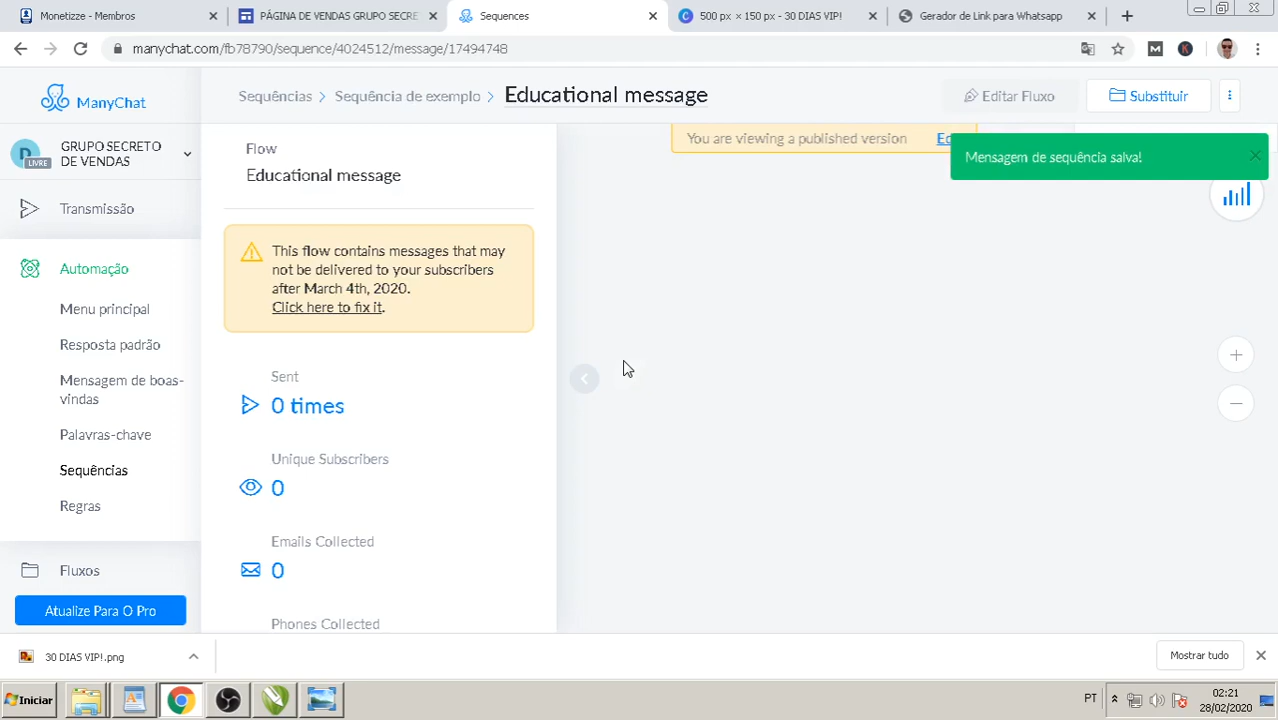 Monetizze - Membros
PÁGINA DE VENDAS GRUPO SECRE
Sequences
500 px × 150 px - 30 DIAS VIP!
Gerador de Link para Whatsapp
manychat.com/fb78790/sequence/4024512/message/17494748
ManyChat
Sequências > Sequência de exemplo > Educational message
Editar Fluxo
Substituir
GRUPO SECRETO
DE VENDAS
LIVRE
Transmissão
Automação
Menu principal
Resposta padrão
Mensagem de boas-
vindas
Palavras-chave
Sequências
Regras
Fluxos
Atualize Para O Pro
Flow
Educational message
This flow contains messages that may
not be delivered to your subscribers
after March 4th, 2020.
Click here to fix it.
Sent
0 times
Unique Subscribers
0
Emails Collected
0
Phones Collected
You are viewing a published version
Mensagem de sequência salva!
30 DIAS VIP!.png
Mostrar tudo
Iniciar
PT
02:21
28/02/2020